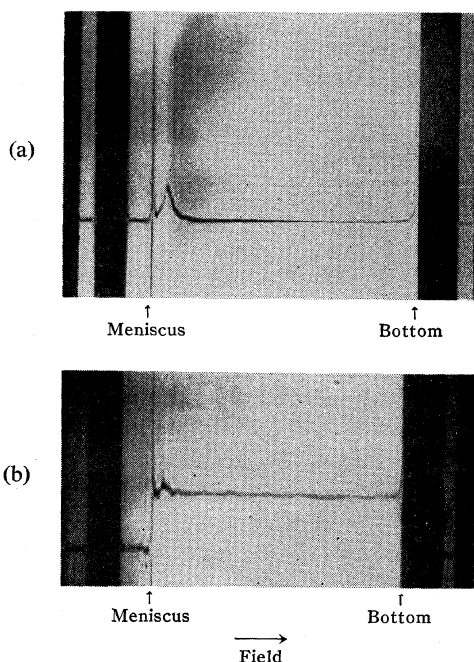 (a)
↑ ↑
Meniscus Bottom
(b)
↑ ↑
Meniscus Bottom
→
Field